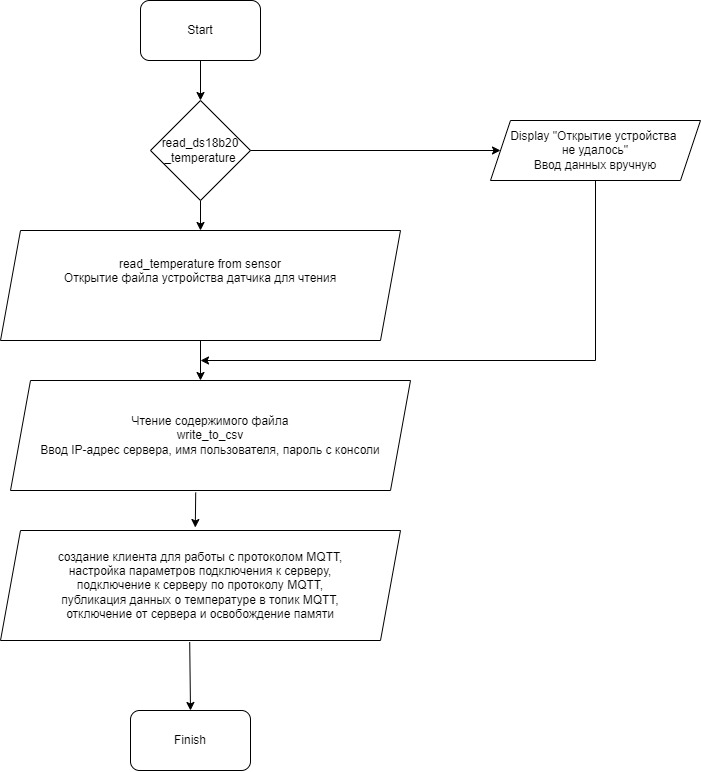 Start
read_ds18b20
_temperature
Display "Открытие устройства
не удалось"
Ввод данных вручную
read_temperature from sensor
Открытие файла устройства датчика для чтения
Чтение содержимого файла
write_to_csv
Ввод IP-адрес сервера, имя пользователя, пароль с консоли
создание клиента для работы с протоколом MQTT,
настройка параметров подключения к серверу,
подключение к серверу по протоколу MQTT,
публикация данных о температуре в топик MQTT,
отключение от сервера и освобождение памяти
Finish